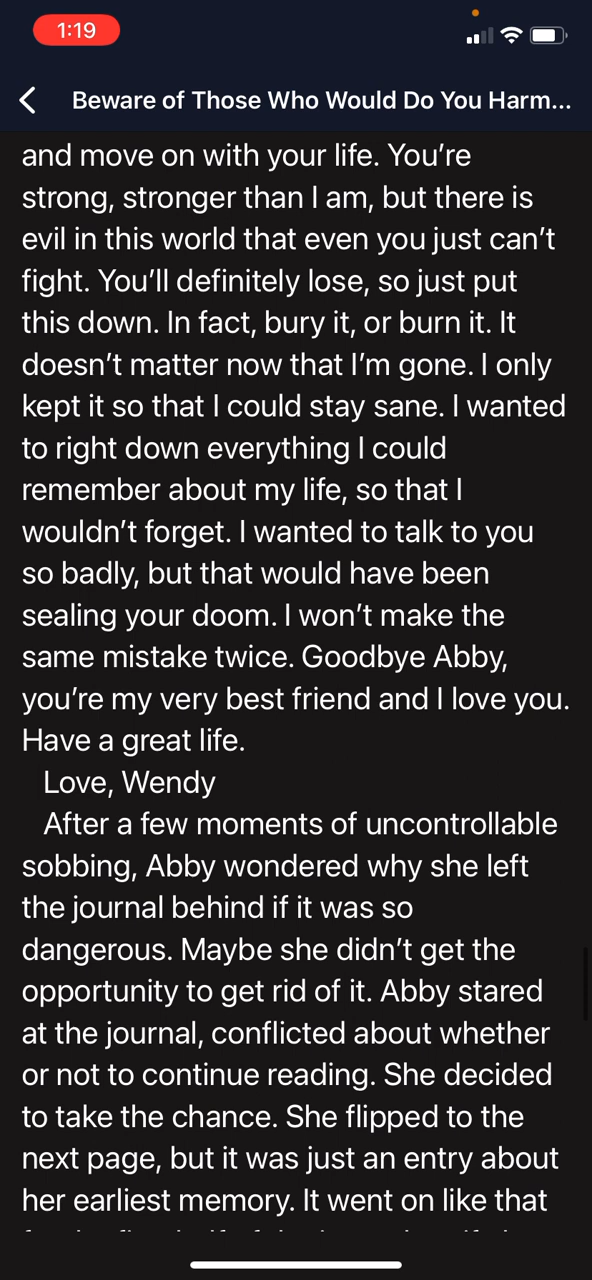 1:19
Beware of Those Who Would Do You Harm...
and move on with your life. You’re
strong, stronger than I am, but there is
evil in this world that even you just can’t
fight. You’ll definitely lose, so just put
this down. In fact, bury it, or burn it. It
doesn’t matter now that I’m gone. I only
kept it so that I could stay sane. I wanted
to right down everything I could
remember about my life, so that I
wouldn’t forget. I wanted to talk to you
so badly, but that would have been
sealing your doom. I won’t make the
same mistake twice. Goodbye Abby,
you’re my very best friend and I love you.
Have a great life.
Love, Wendy
After a few moments of uncontrollable
sobbing, Abby wondered why she left
the journal behind if it was so
dangerous. Maybe she didn’t get the
opportunity to get rid of it. Abby stared
at the journal, conflicted about whether
or not to continue reading. She decided
to take the chance. She flipped to the
next page, but it was just an entry about
her earliest memory. It went on like that